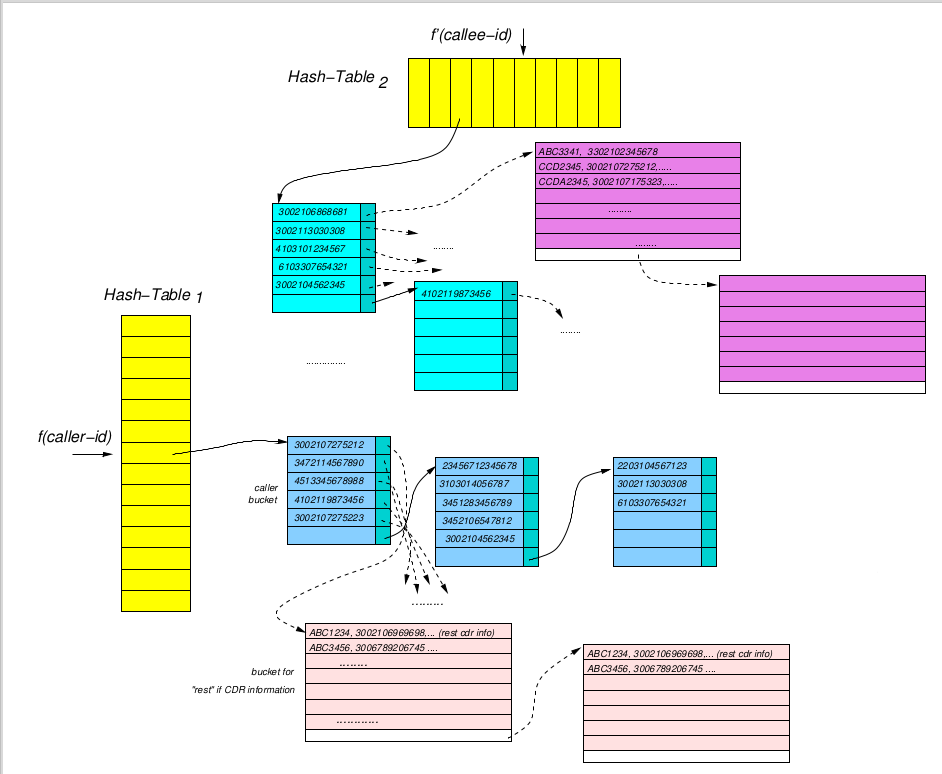 f'(callee-id)
Hash-Table 2
ABC3341, 3302102345678
CCD2345, 3002107275212,.....
CCDA2345, 3002107175323,.....
.........
........
3002106868681
3002113030308
4103101234567
6103307654321
3002104562345
........
4102119873456
........
...............
Hash-Table 1
f(caller-id)
caller
bucket
3002107275212
3472114567890
4513345678988
4102119873456
3002107275223
23456712345678
3103014056787
3451283456789
3452106547812
3002104562345
2203104567123
3002113030308
6103307654321
.........
bucket for
"rest" if CDR information
ABC1234, 3002106969698,... (rest cdr info)
ABC3456, 3006789206745 ....
........
............
ABC1234, 3002106969698,... (rest cdr info)
ABC3456, 3006789206745 ....